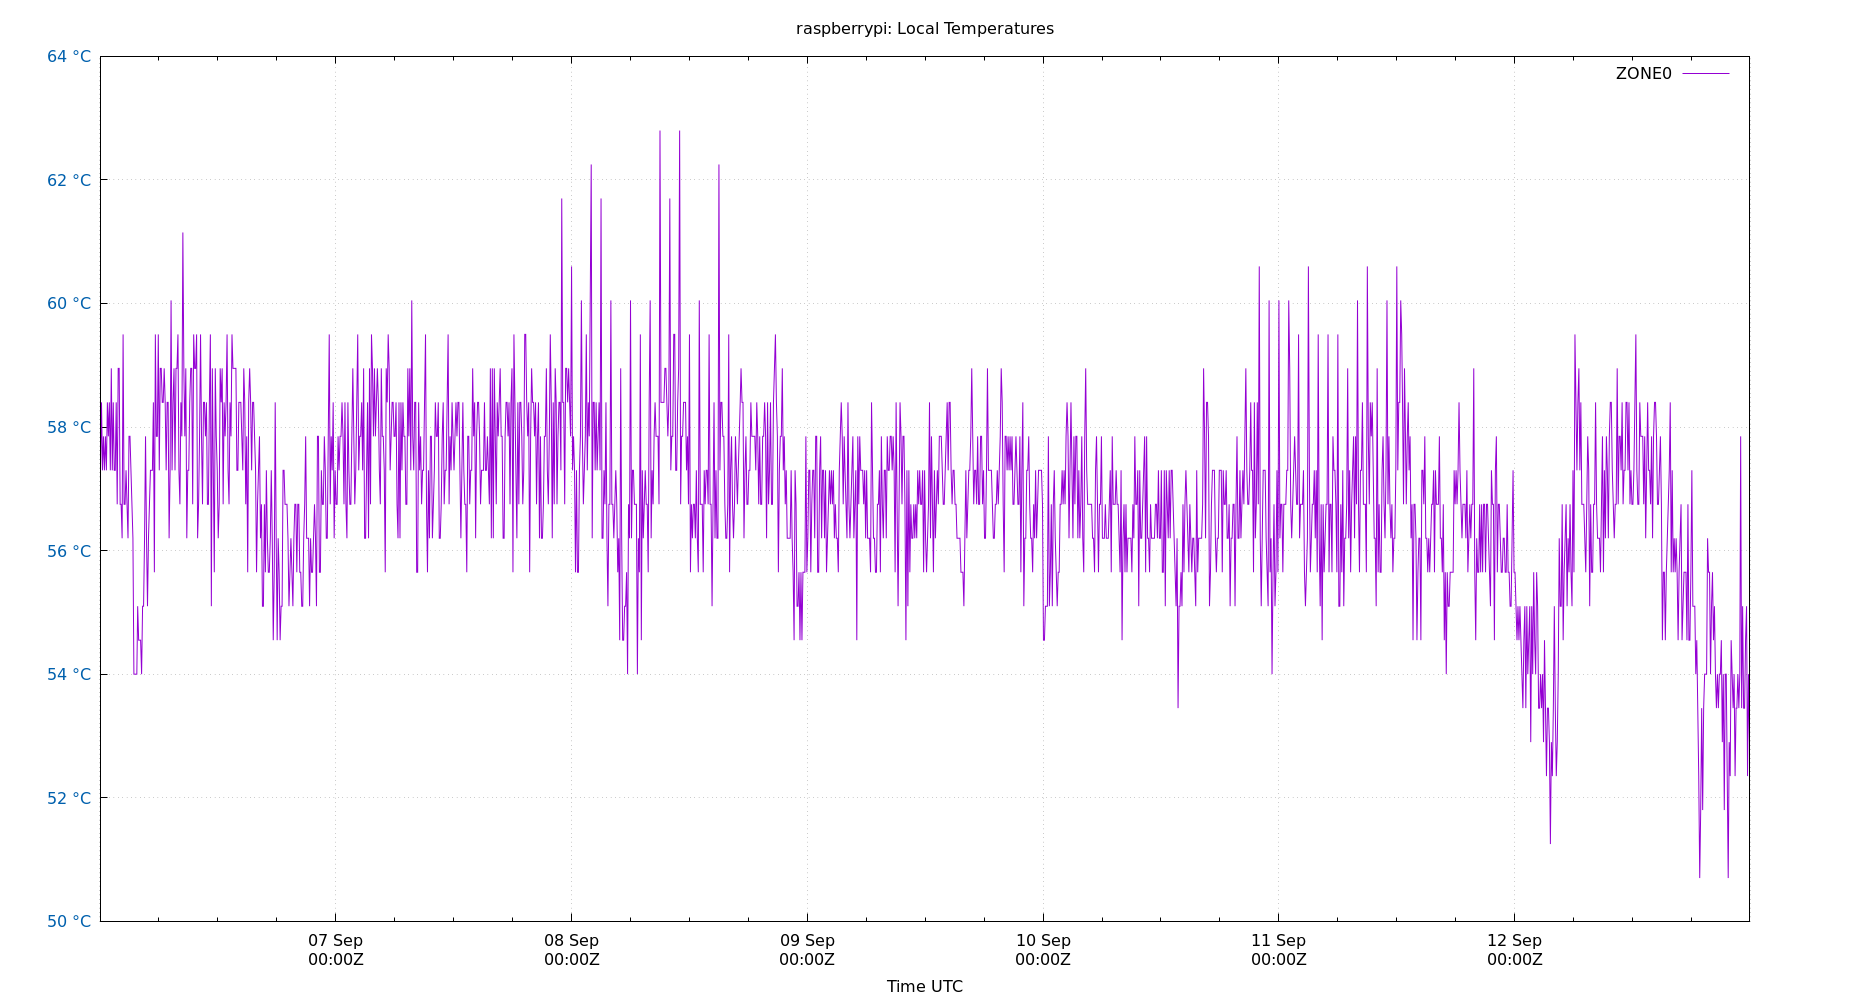 raspberrypi: Local Temperatures
64 °C
ZONE0
62 °C
60 °C
58 °C
56 °C
54 °C
52 °C
50 °C
07 Sep 08 Sep 09 Sep 10 Sep 11 Sep 12 Sep
00:00Z 00:00Z 00:00Z 00:00Z 00:00Z 00:00Z
Time UTC